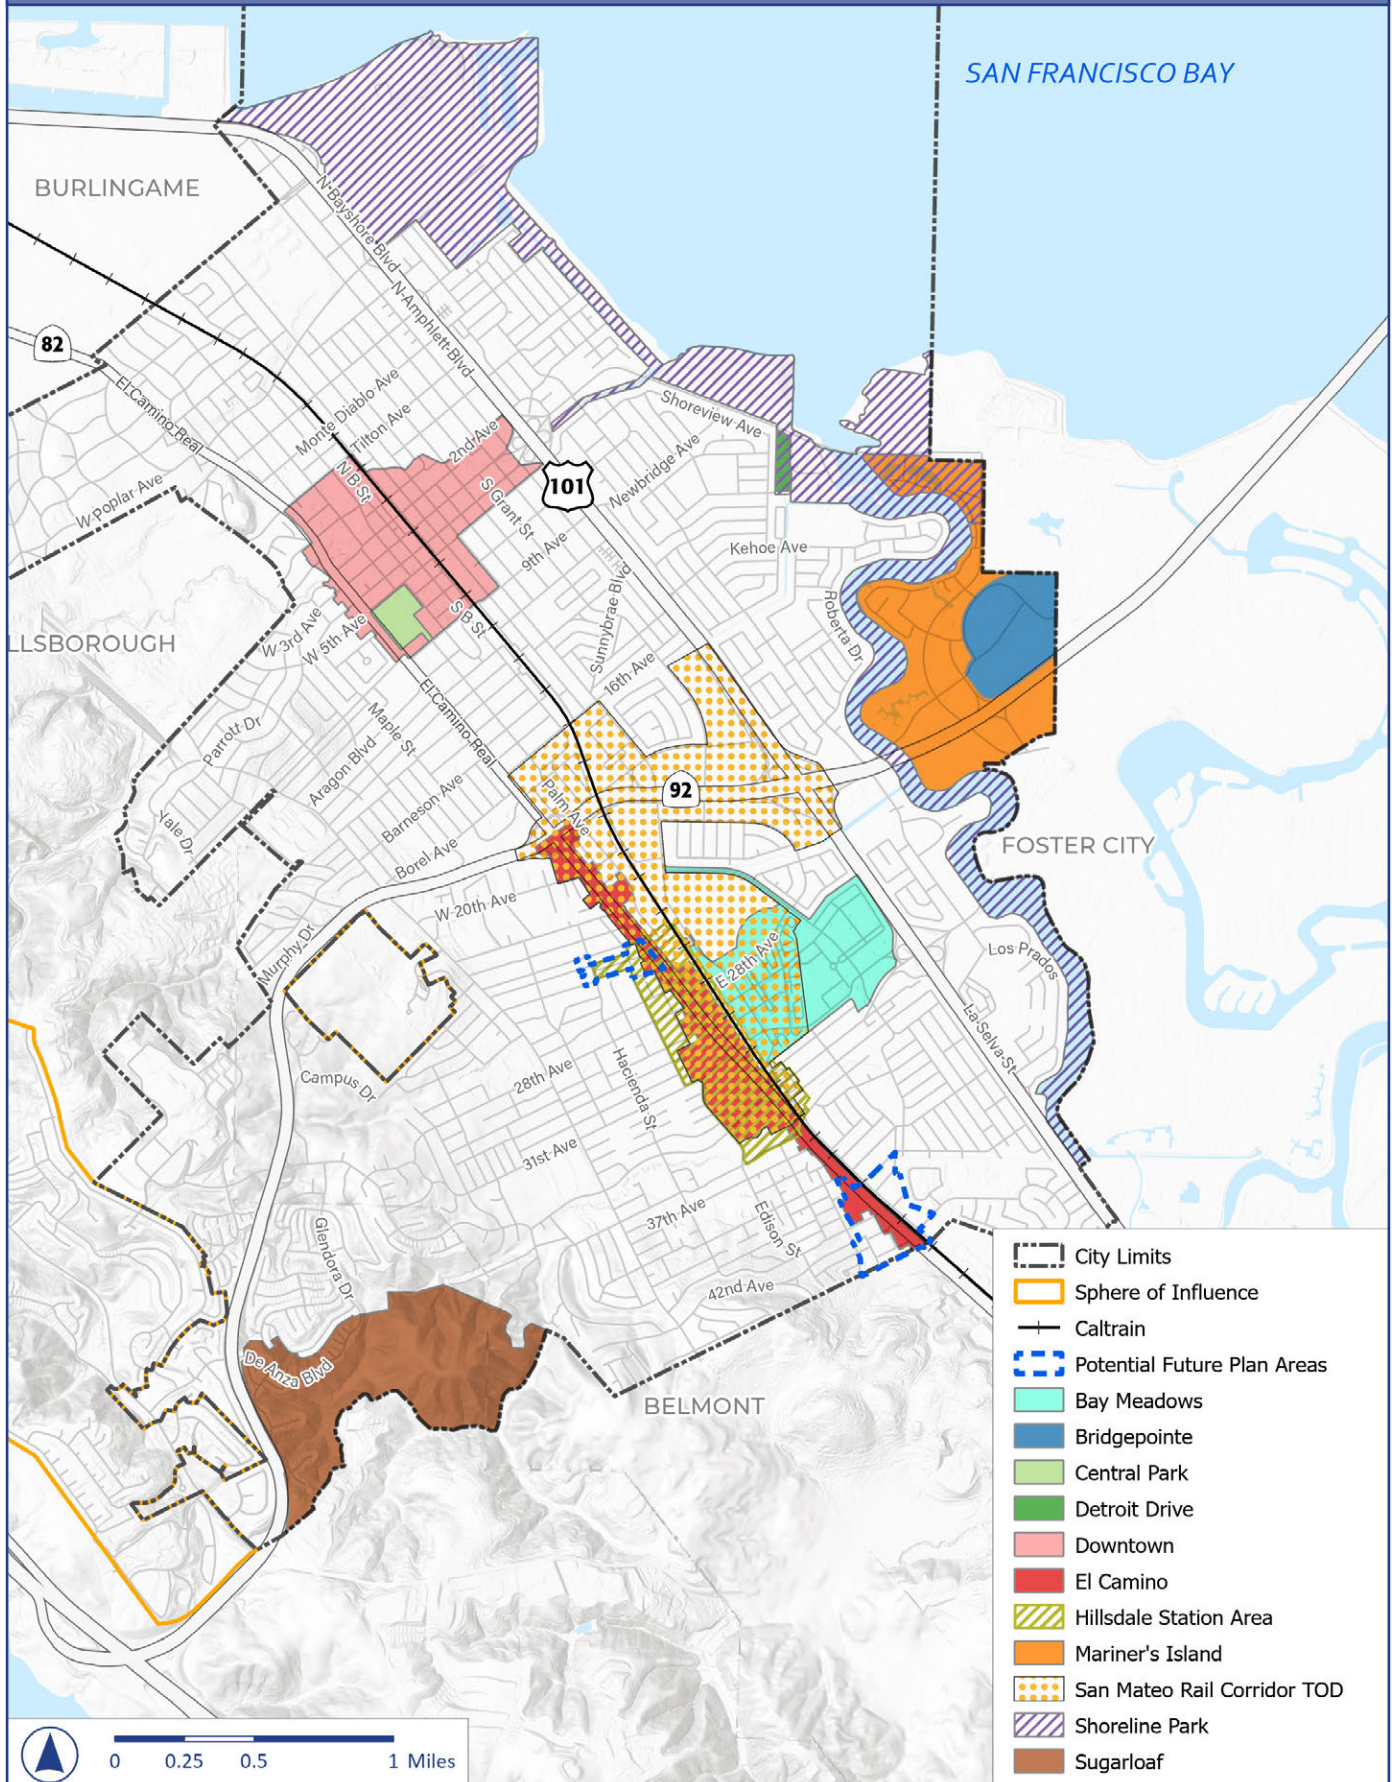 SAN FRANCISCO BAY
BURLINGAME
N Bayshore Blvd
N Amphlett Blvd
82
El Camino Real
Monte Diablo Ave
Tilton Ave
2nd Ave
N B St
S Grant St
9th Ave
101
Shoreview Ave
Newbridge Ave
W Poplar Ave
Kehoe Ave
Roberta Dr
LLSBOROUGH
W 3rd Ave
W 5th Ave
S B St
Sunnybrae Blvd
16th Ave
El Camino Real
Maple St
Parrott Dr
Aragon Blvd
Barneson Ave
Yale Dr
Borel Ave
Palm Ave
92
FOSTER CITY
W 20th Ave
Murphy Dr
E 28th Ave
Los Prados
La Selva St
Campus Dr
28th Ave
Hacienda St
31st Ave
37th Ave
Edison St
Glendora Dr
42nd Ave
De Anza Blvd
BELMONT
City Limits
Sphere of Influence
Caltrain
Potential Future Plan Areas
Bay Meadows
Bridgepointe
Central Park
Detroit Drive
Downtown
El Camino
Hillsdale Station Area
Mariner's Island
San Mateo Rail Corridor TOD
Shoreline Park
Sugarloaf
0 0.25 0.5 1 Miles